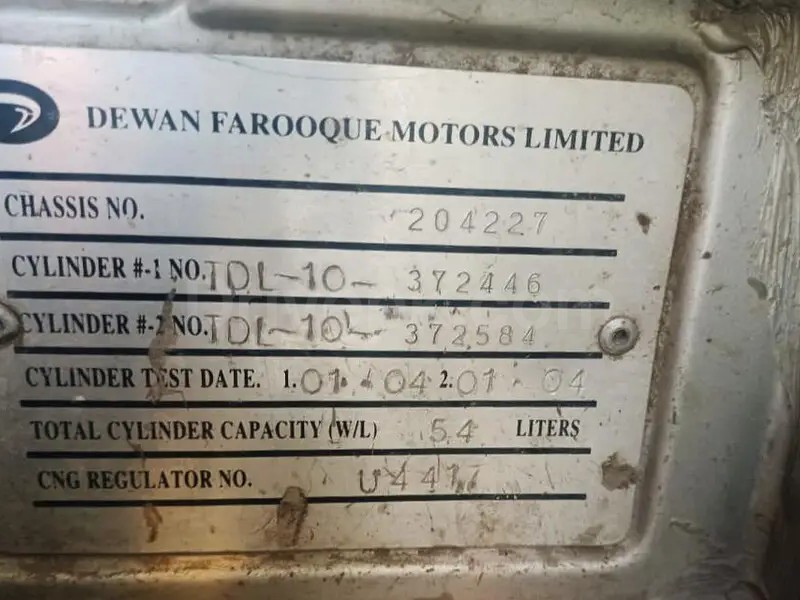 DEWAN FAROOQUE MOTORS LIMITED
CHASSIS NO. 204227
CYLINDER #-1 NO. TDL-10- 372446
CYLINDER #-2 NO. TDL-10- 372584
CYLINDER TEST DATE. 1. 01 - 04 2. 01 - 04
TOTAL CYLINDER CAPACITY (W/L) 54 LITERS
CNG REGULATOR NO. U4417